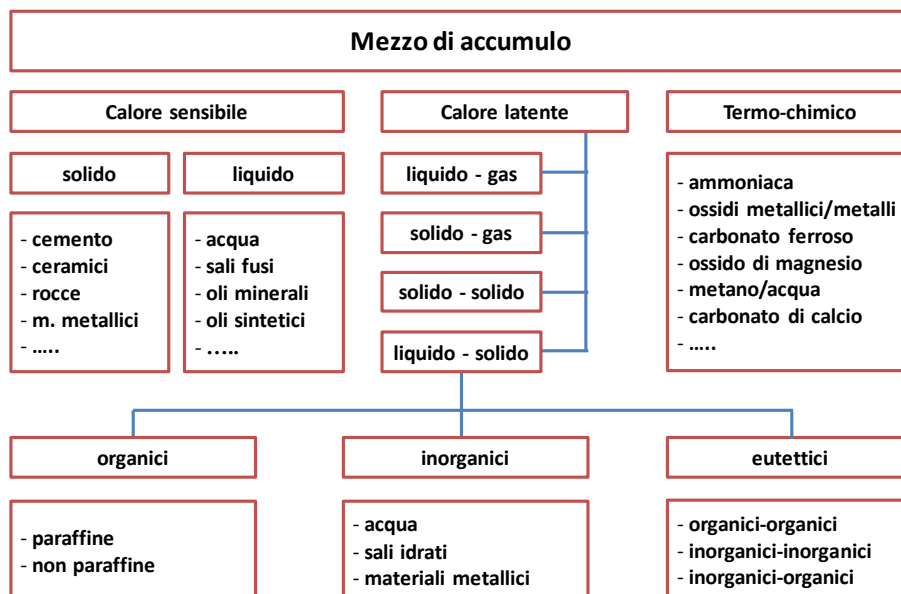 Mezzo di accumulo
Calore sensibile
Calore latente
Termo-chimico
solido
liquido
- cemento
- ceramici
- rocce
- m. metallici
- .....
- acqua
- sali fusi
- oli minerali
- oli sintetici
- .....
liquido - gas
solido - gas
solido - solido
liquido - solido
- ammoniaca
- ossidi metallici/metalli
- carbonato ferroso
- ossido di magnesio
- metano/acqua
- carbonato di calcio
- .....
organici
inorganici
eutettici
- paraffine
- non paraffine
- acqua
- sali idrati
- materiali metallici
- organici-organici
- inorganici-inorganici
- inorganici-organici